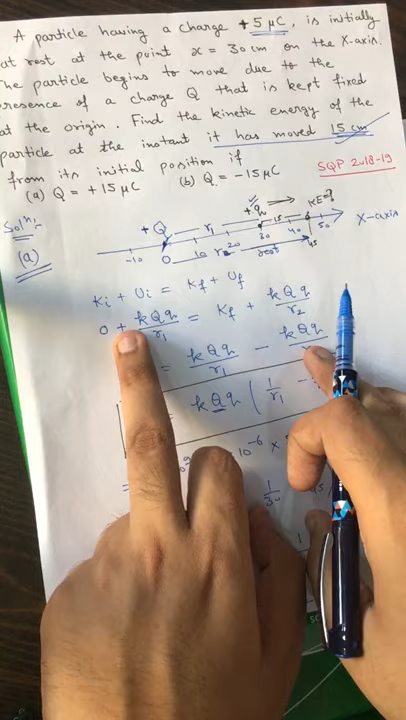 A particle having a charge +5 μC, is initially
at rest at the point x = 30 cm on the X-axis.
The particle begins to move due to the
presence of a charge Q that is kept fixed
at the origin. Find the kinetic energy of the
particle at the instant it has moved 15 cm
from its initial position if
(a) Q = +15 μC (b) Q = -15 μC
SQP 2018-19
Solⁿ:
(a)
+Q r₁ +q → KE=?
-10 0 10 r₂ 20 30 15 40 45 50 X-axis
rest
Ki + Ui = Kf + Uf
0 + kQq/r₁ = Kf + kQq/r₂
= kQq/r₁ - kQq/
= kQq (1/r₁ -
10⁻⁶ ×